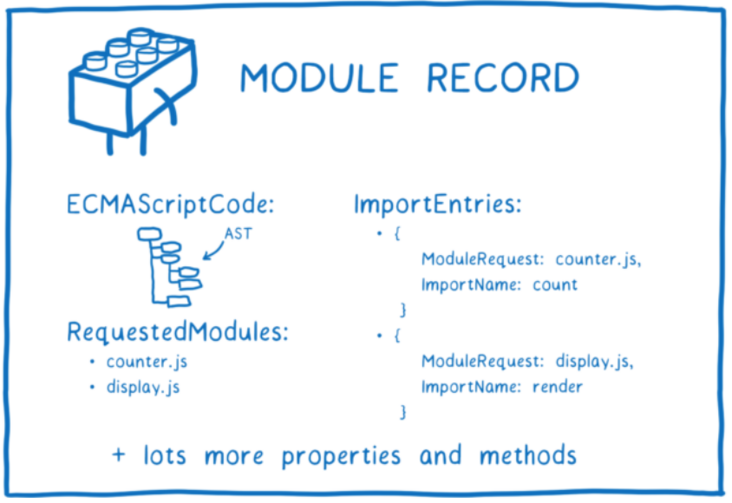 MODULE RECORD
ECMAScriptCode:
AST
RequestedModules:
• counter.js
• display.js
ImportEntries:
• {
ModuleRequest: counter.js,
ImportName: count
}
• {
ModuleRequest: display.js,
ImportName: render
}
+ lots more properties and methods